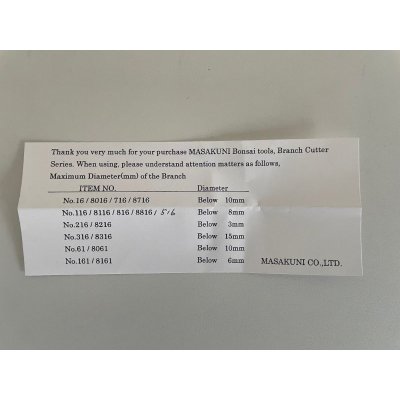 Thank you very much for your purchase MASAKUNI Bonsai tools, Branch Cutter
Series. When using, please understand attention matters as follows,
Maximum Diameter(mm) of the Branch
ITEM NO. Diameter
No.16 / 8016 / 716 / 8716 Below 10mm
No.116 / 8116 / 816 / 8816 / 516 Below 8mm
No.216 / 8216 Below 3mm
No.316 / 8316 Below 15mm
No.61 / 8061 Below 10mm
No.161 / 8161 Below 6mm MASAKUNI CO.,LTD.